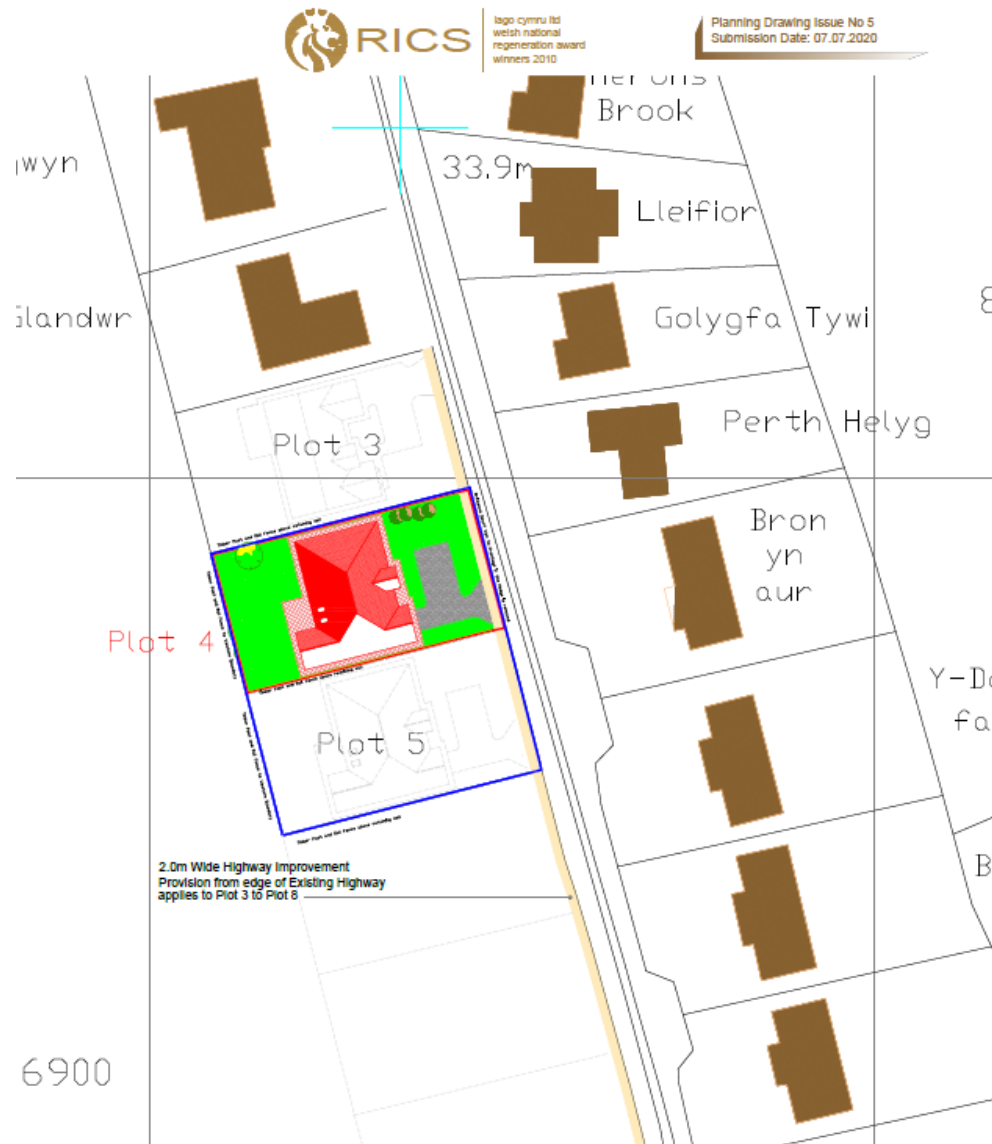 RICS
Iago cymru ltd
welsh national
regeneration award
winners 2010
Planning Drawing Issue No 5
Submission Date: 07.07.2020
Brook
33.9m
Lleifior
Glandwr
Golygfa Tywi
Plot 3
Perth Helyg
Bron
yn
aur
Plot 4
Plot 5
2.0m Wide Highway Improvement
Provision from edge of Existing Highway
applies to Plot 3 to Plot 8
6900